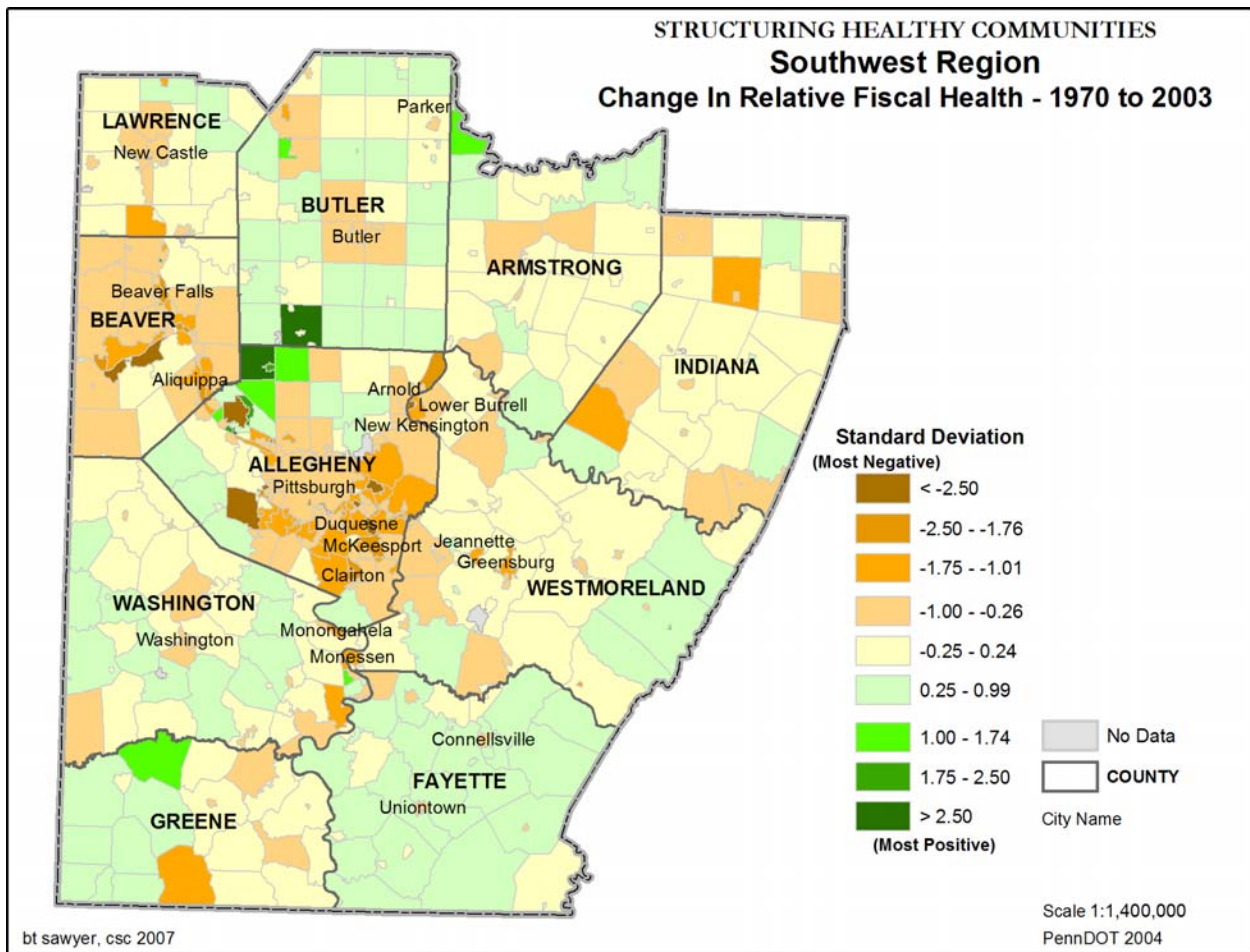 STRUCTURING HEALTHY COMMUNITIES
Southwest Region
Change In Relative Fiscal Health - 1970 to 2003
Parker
LAWRENCE
New Castle
BUTLER
Butler
ARMSTRONG
Beaver Falls
BEAVER
INDIANA
Aliquippa
Arnold
Lower Burrell
New Kensington
ALLEGHENY
Pittsburgh
Duquesne
McKeesport
Clairton
Jeannette
Greensburg
WESTMORELAND
WASHINGTON
Washington
Monongahela
Monessen
Connellsville
FAYETTE
Uniontown
GREENE
Standard Deviation
(Most Negative)
< -2.50
-2.50 - -1.76
-1.75 - -1.01
-1.00 - -0.26
-0.25 - 0.24
0.25 - 0.99
1.00 - 1.74
1.75 - 2.50
> 2.50
(Most Positive)
No Data
COUNTY
City Name
Scale 1:1,400,000
PennDOT 2004
bt sawyer, csc 2007